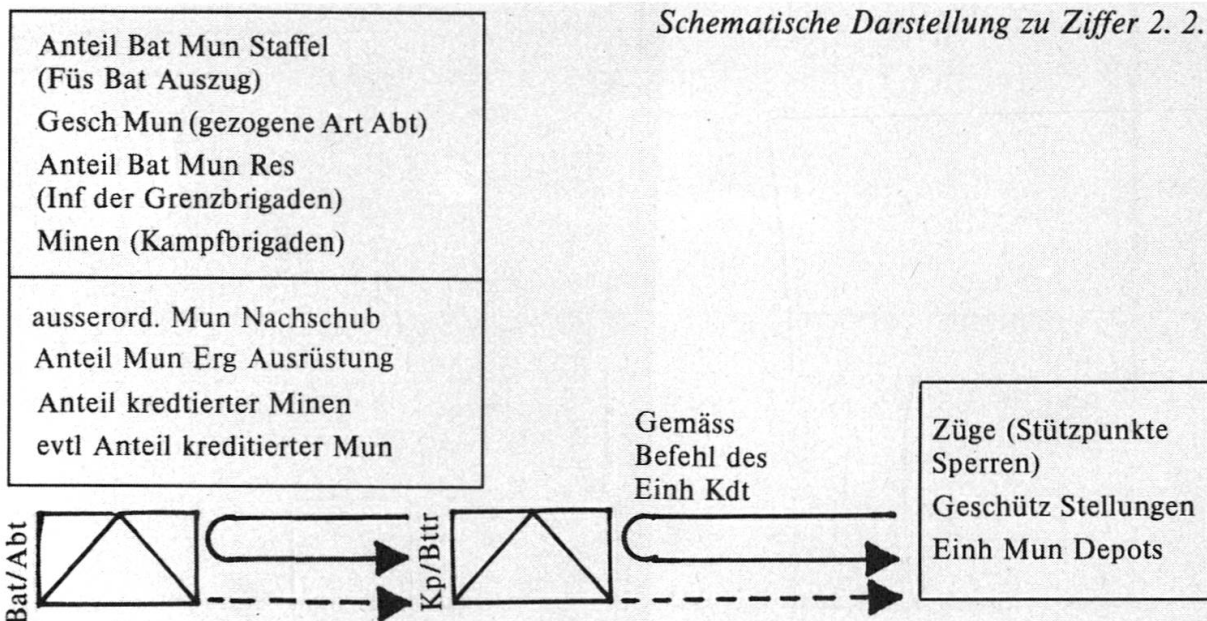 Schematische Darstellung zu Ziffer 2. 2.
Anteil Bat Mun Staffel
(Füs Bat Auszug)
Gesch Mun (gezogene Art Abt)
Anteil Bat Mun Res
(Inf der Grenzbrigaden)
Minen (Kampfbrigaden)
ausserord. Mun Nachschub
Anteil Mun Erg Ausrüstung
Anteil kredtierter Minen
evtl Anteil kreditierter Mun
Bat/Abt
Kp/Bttr
Gemäss
Befehl des
Einh Kdt
Züge (Stützpunkte
Sperren)
Geschütz Stellungen
Einh Mun Depots